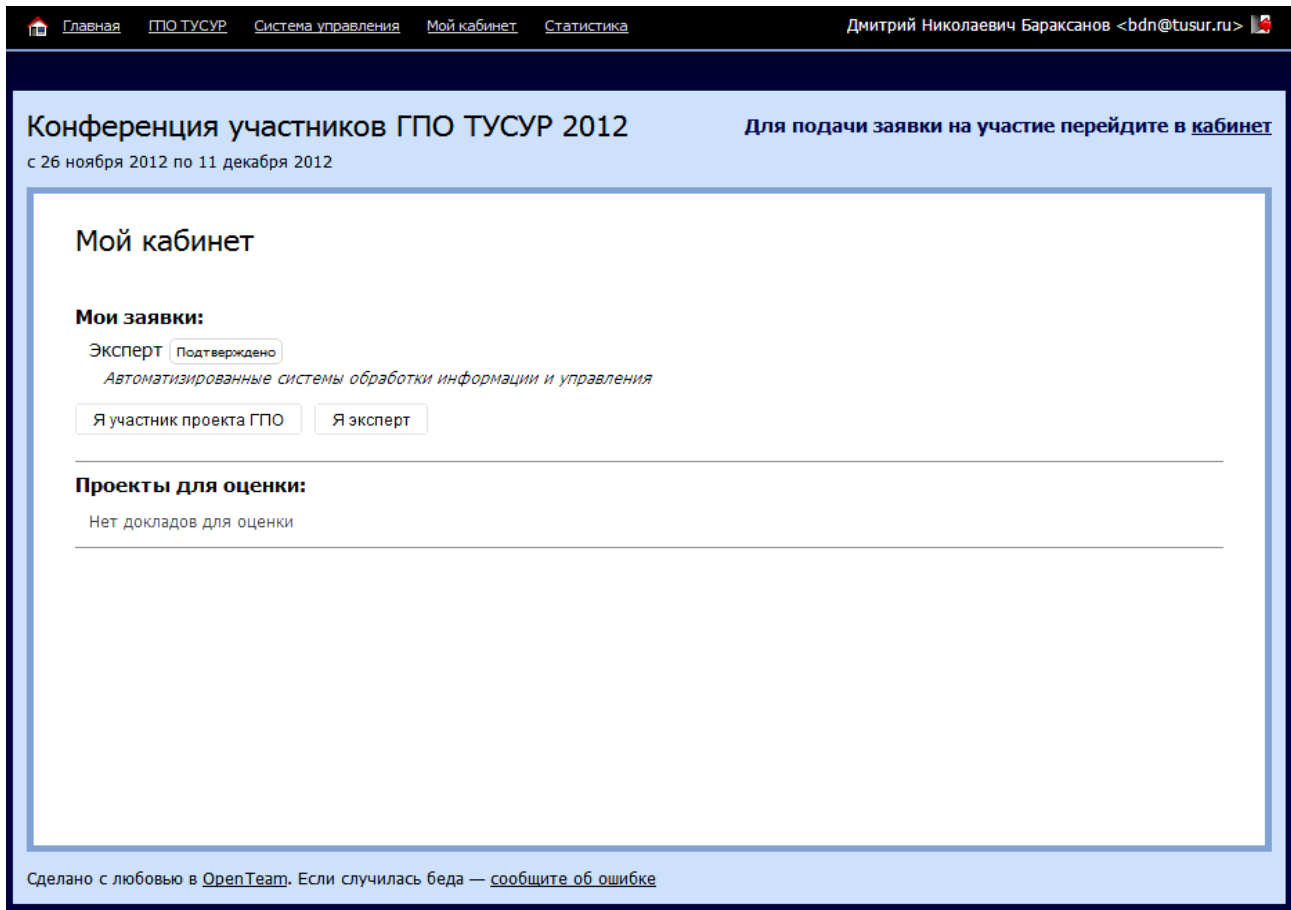 Главная ГПО ТУСУР Система управления Мой кабинет Статистика Дмитрий Николаевич Бараксанов <bdn@tusur.ru>
Конференция участников ГПО ТУСУР 2012 Для подачи заявки на участие перейдите в кабинет
с 26 ноября 2012 по 11 декабря 2012
Мой кабинет
Мои заявки:
Эксперт Подтверждено
Автоматизированные системы обработки информации и управления
Я участник проекта ГПО Я эксперт
Проекты для оценки:
Нет докладов для оценки
Сделано с любовью в OpenTeam. Если случилась беда — сообщите об ошибке